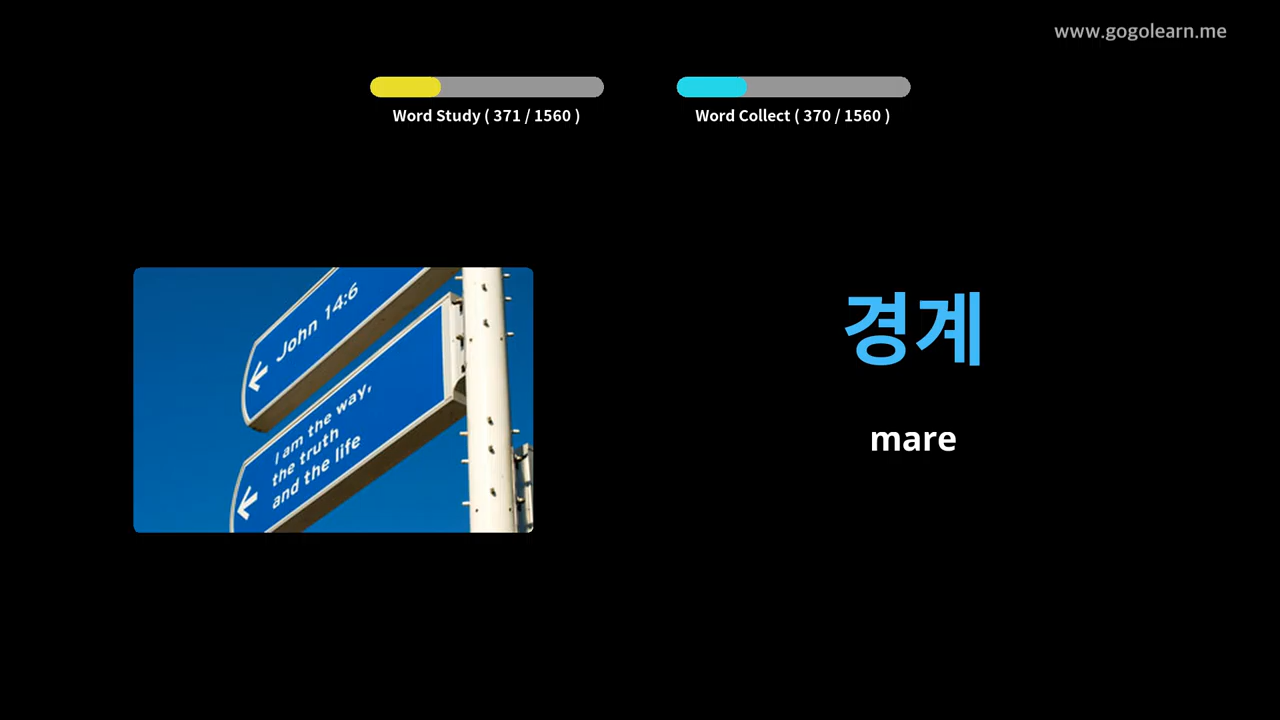 www.gogolearn.me
Word Study ( 371 / 1560 )
Word Collect ( 370 / 1560 )
John 14:6
I am the way,
the truth
and the life
경계
mare